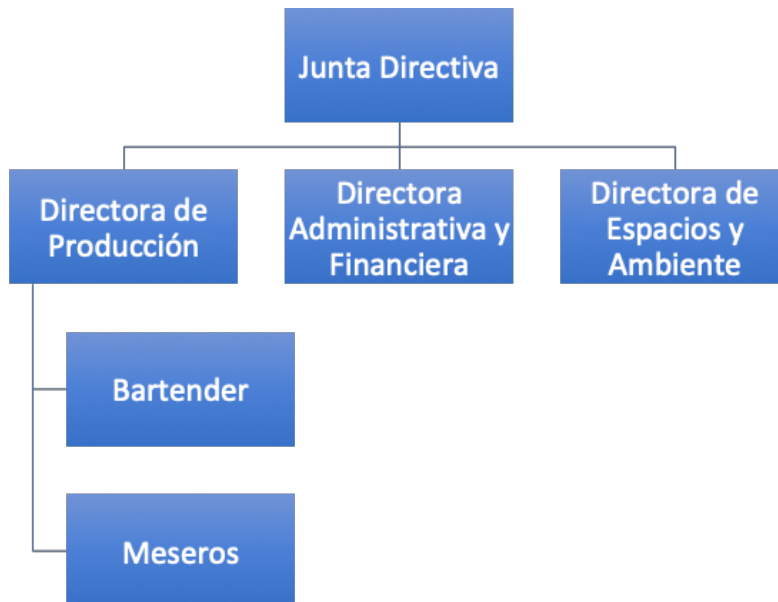 Junta Directiva
Directora de
Producción
Directora
Administrativa y
Financiera
Directora de
Espacios y
Ambiente
Bartender
Meseros